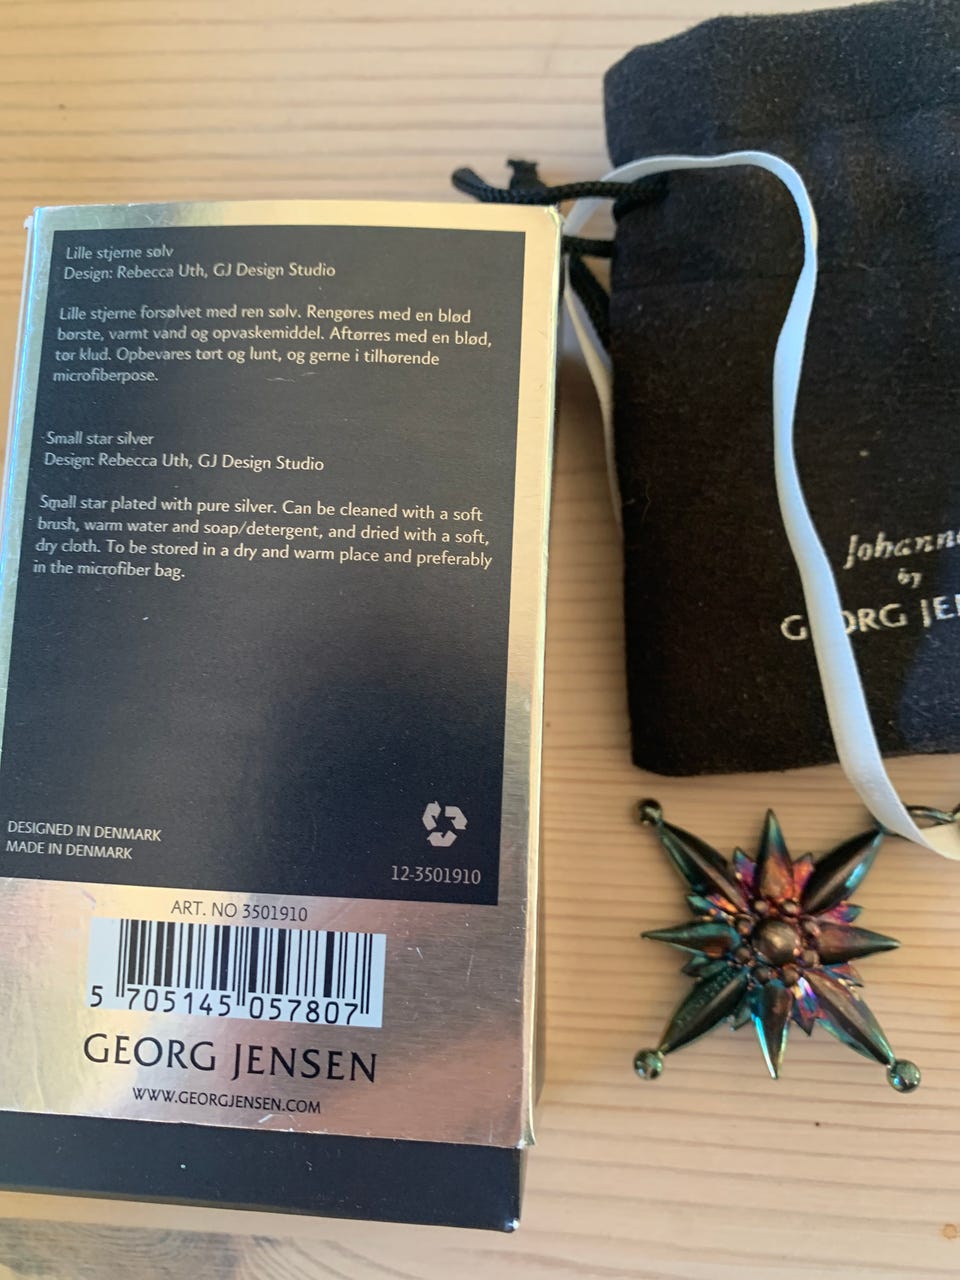 Lille stjerne sølv
Design: Rebecca Uth, GJ Design Studio
Lille stjerne forsølvet med ren sølv. Rengøres med en blød
børste, varmt vand og opvaskemiddel. Aftørres med en blød,
tør klud. Opbevares tørt og lunt, og gerne i tilhørende
microfiberpose.
Small star silver
Design: Rebecca Uth, GJ Design Studio
Small star plated with pure silver. Can be cleaned with a soft
brush, warm water and soap/detergent, and dried with a soft,
dry cloth. To be stored in a dry and warm place and preferably
in the microfiber bag.
DESIGNED IN DENMARK
MADE IN DENMARK
12-3501910
ART. NO 3501910
5 705145 057807
GEORG JENSEN
WWW.GEORGJENSEN.COM
by